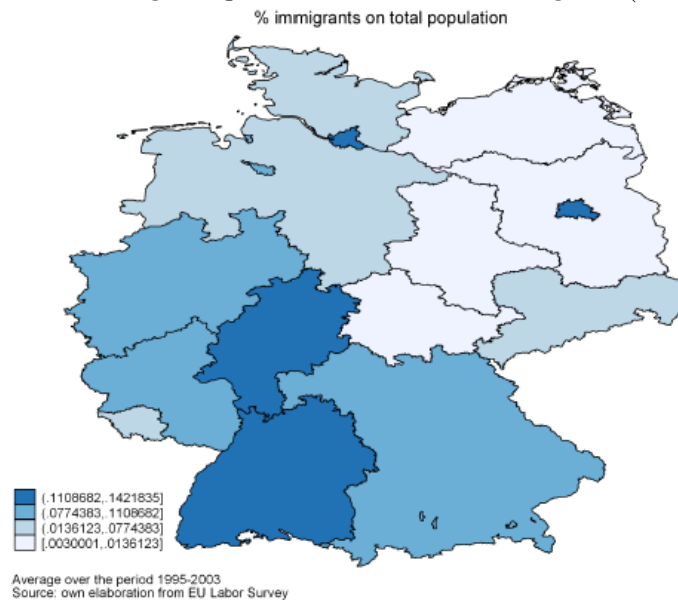 % immigrants on total population
(.1108682,.1421835]
(.0774383,.1108682]
(.0136123,.0774383]
[.0030001,.0136123]
Average over the period 1995-2003
Source: own elaboration from EU Labor Survey